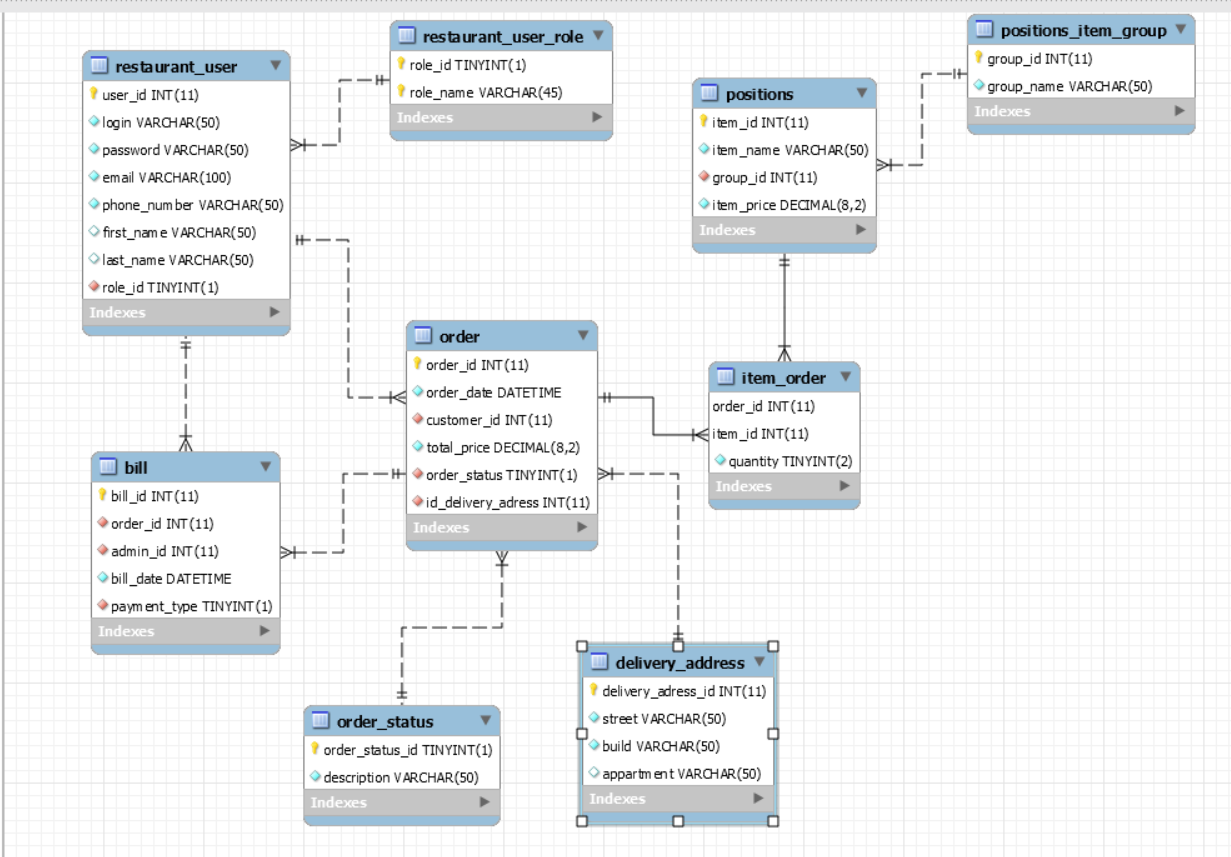 restaurant_user
user_id INT(11)
login VARCHAR(50)
password VARCHAR(50)
email VARCHAR(100)
phone_number VARCHAR(50)
first_name VARCHAR(50)
last_name VARCHAR(50)
role_id TINYINT(1)
Indexes
restaurant_user_role
role_id TINYINT(1)
role_name VARCHAR(45)
Indexes
positions
item_id INT(11)
item_name VARCHAR(50)
group_id INT(11)
item_price DECIMAL(8,2)
Indexes
positions_item_group
group_id INT(11)
group_name VARCHAR(50)
Indexes
order
order_id INT(11)
order_date DATETIME
customer_id INT(11)
total_price DECIMAL(8,2)
order_status TINYINT(1)
id_delivery_adress INT(11)
Indexes
item_order
order_id INT(11)
item_id INT(11)
quantity TINYINT(2)
Indexes
bill
bill_id INT(11)
order_id INT(11)
admin_id INT(11)
bill_date DATETIME
payment_type TINYINT(1)
Indexes
order_status
order_status_id TINYINT(1)
description VARCHAR(50)
Indexes
delivery_address
delivery_adress_id INT(11)
street VARCHAR(50)
build VARCHAR(50)
appartment VARCHAR(50)
Indexes